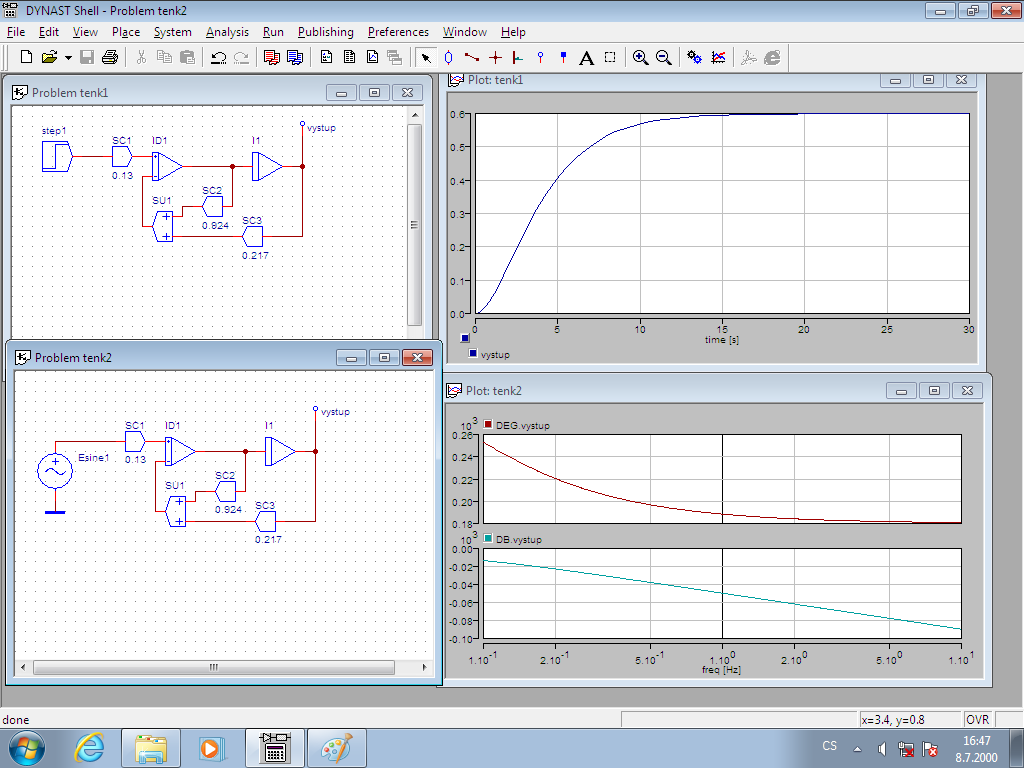 DYNAST Shell - Problem tenk2
File Edit View Place System Analysis Run Publishing Preferences Window Help
Problem tenk1
step1
SC1
ID1
I1
vystup
0.13
SU1
SC2
0.924
SC3
0.217
Plot: tenk1
0.6
0.5
0.4
0.3
0.2
0.1
0.0
0 5 10 15 20 25 30
time [s]
vystup
Problem tenk2
SC1
ID1
I1
vystup
Esine1
0.13
SU1
SC2
0.924
SC3
0.217
Plot: tenk2
10^3 DEG.vystup
0.26
0.24
0.22
0.20
0.18
10^3 DB.vystup
0.00
-0.02
-0.04
-0.06
-0.08
-0.10
1.10^-1 2.10^-1 5.10^-1 1.10^0 2.10^0 5.10^0 1.10^1
freq [Hz]
done
x=3.4, y=0.8
OVR
CS
16:47
8.7.2000